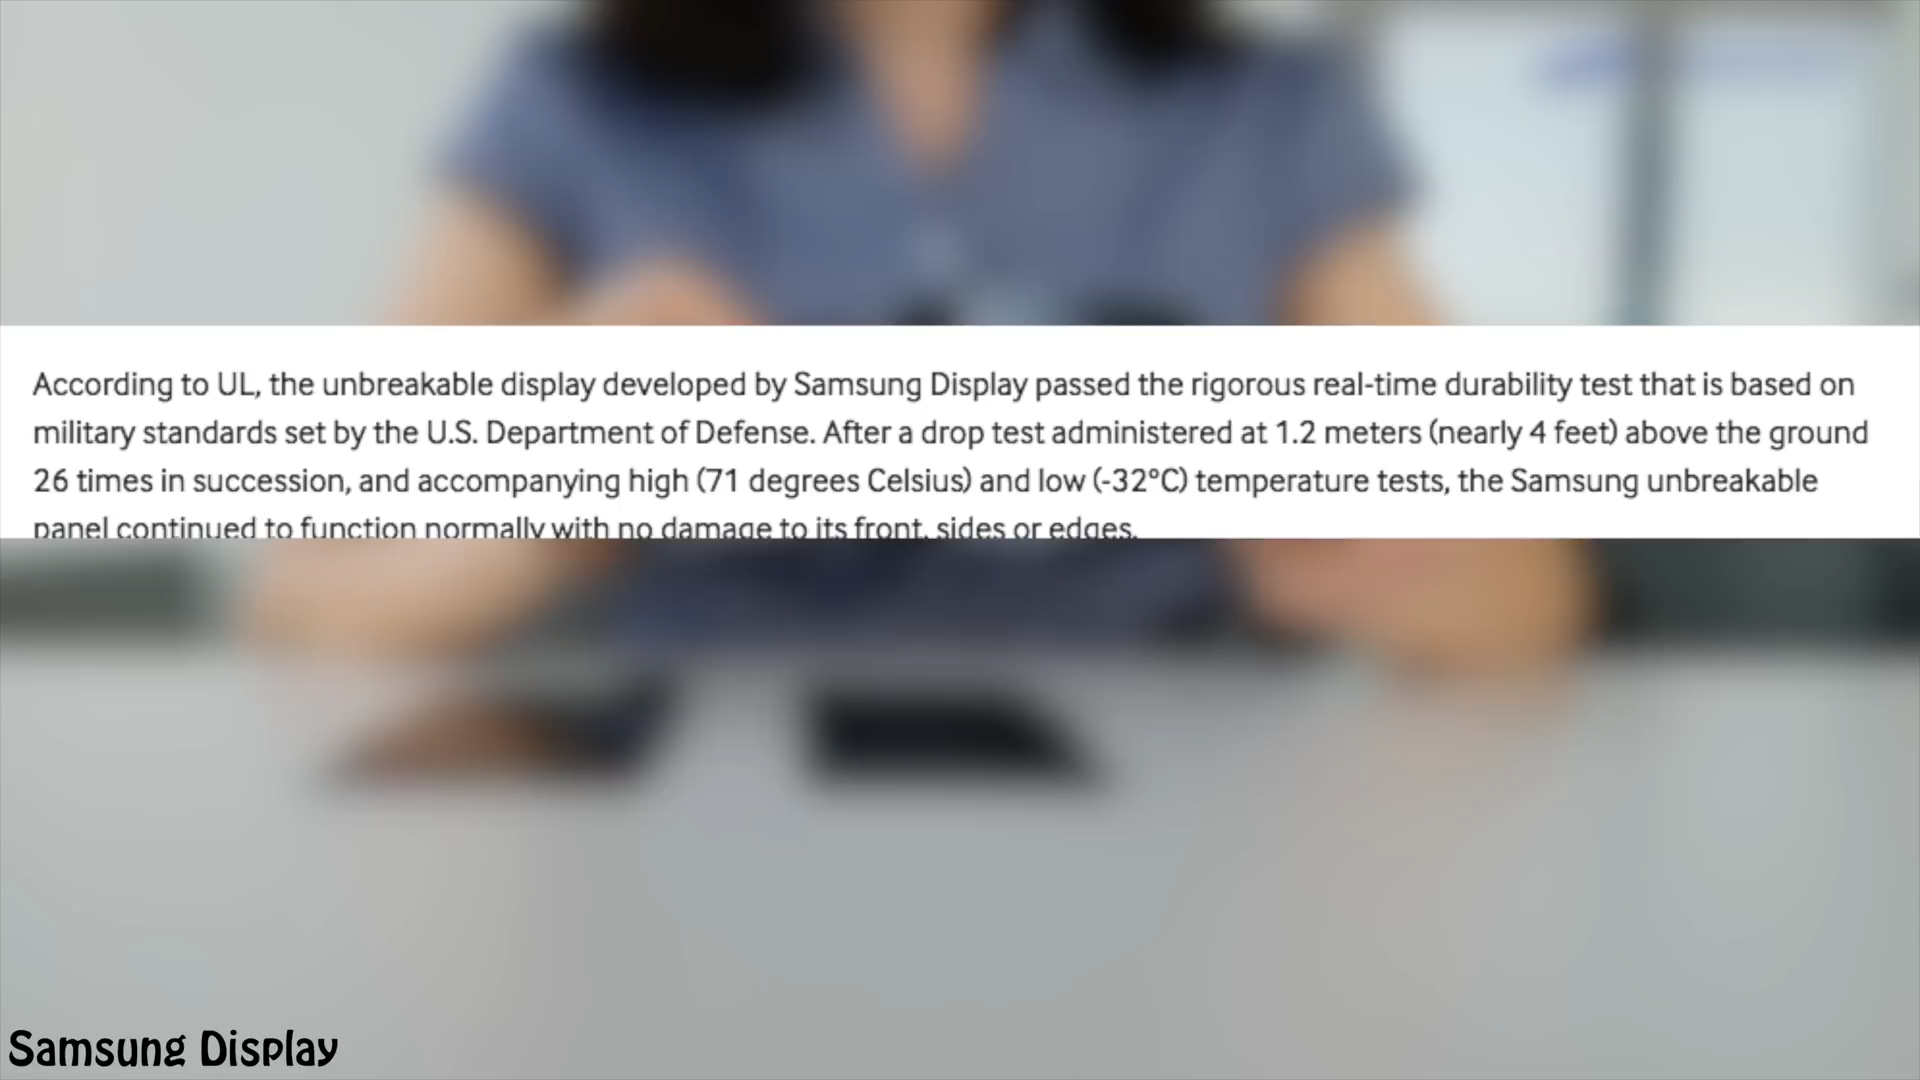 According to UL, the unbreakable display developed by Samsung Display passed the rigorous real-time durability test that is based on
military standards set by the U.S. Department of Defense. After a drop test administered at 1.2 meters (nearly 4 feet) above the ground
26 times in succession, and accompanying high (71 degrees Celsius) and low (-32°C) temperature tests, the Samsung unbreakable
panel continued to function normally with no damage to its front, sides or edges.
Samsung Display